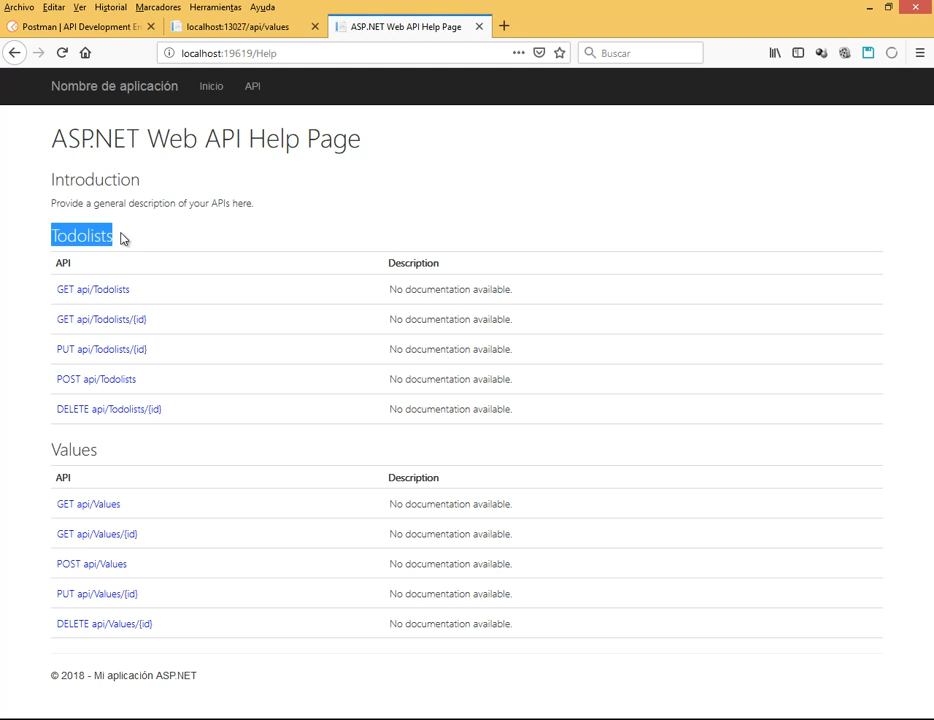 Archivo Editar Ver Historial Marcadores Herramientas Ayuda
Postman | API Development En
localhost:13027/api/values
ASP.NET Web API Help Page
localhost:19619/Help
Buscar
Nombre de aplicación Inicio API
ASP.NET Web API Help Page
Introduction
Provide a general description of your APIs here.
Todolists
API Description
GET api/Todolists No documentation available.
GET api/Todolists/{id} No documentation available.
PUT api/Todolists/{id} No documentation available.
POST api/Todolists No documentation available.
DELETE api/Todolists/{id} No documentation available.
Values
API Description
GET api/Values No documentation available.
GET api/Values/{id} No documentation available.
POST api/Values No documentation available.
PUT api/Values/{id} No documentation available.
DELETE api/Values/{id} No documentation available.
© 2018 - Mi aplicación ASP.NET